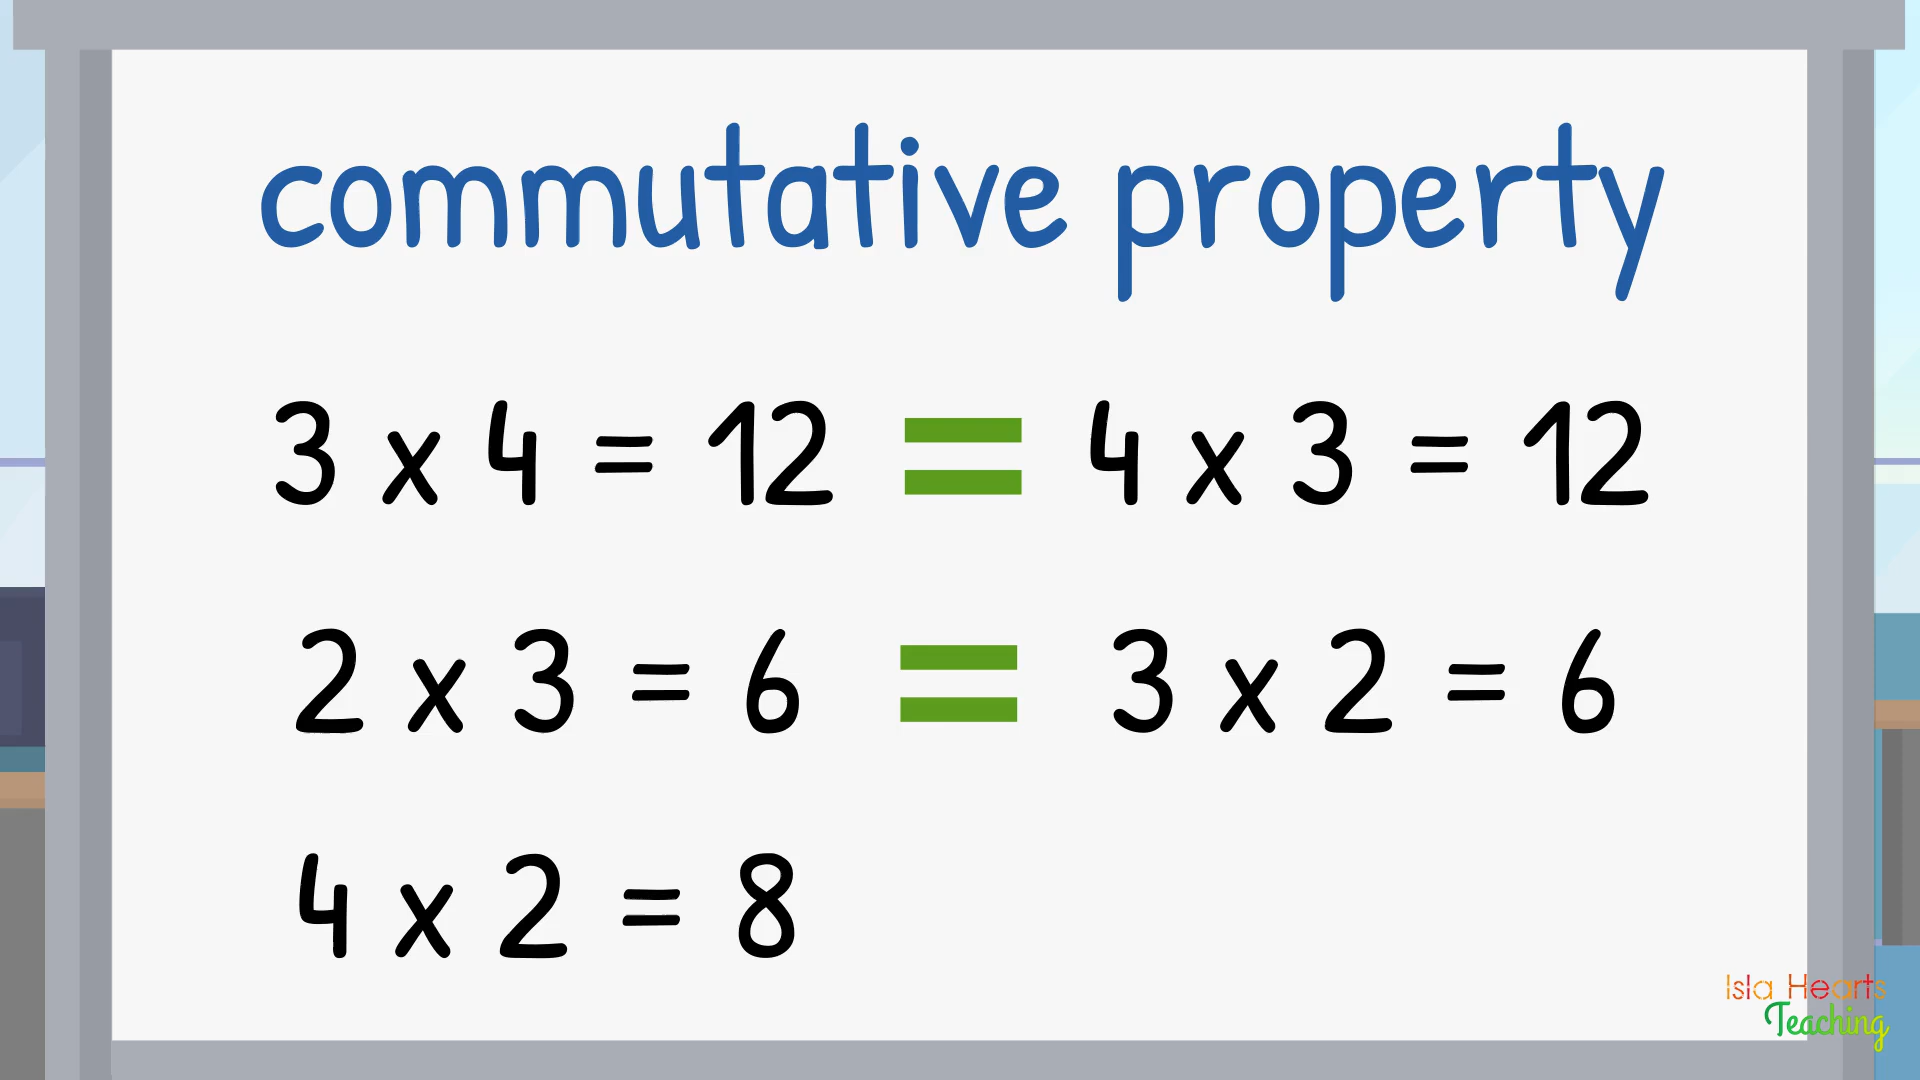 commutative property
3 x 4 = 12 = 4 x 3 = 12
2 x 3 = 6 = 3 x 2 = 6
4 x 2 = 8
Isla Hearts
Teaching